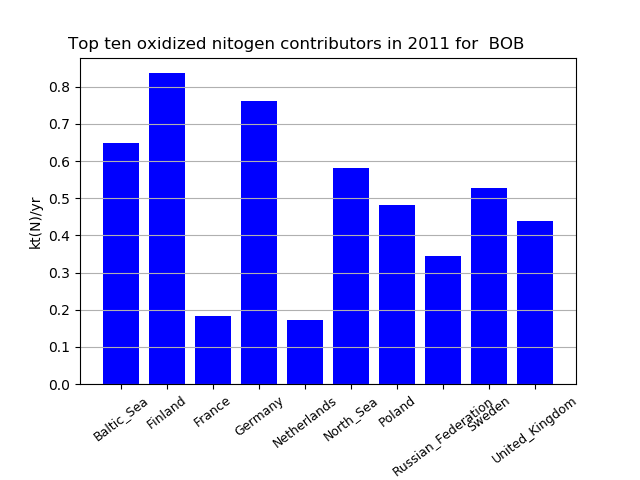 Top ten oxidized nitogen contributors in 2011 for  BOB
kt(N)/yr
0.8
0.7
0.6
0.5
0.4
0.3
0.2
0.1
0.0
Baltic_Sea
Finland
France
Germany
Netherlands
North_Sea
Poland
Russian_Federation
Sweden
United_Kingdom